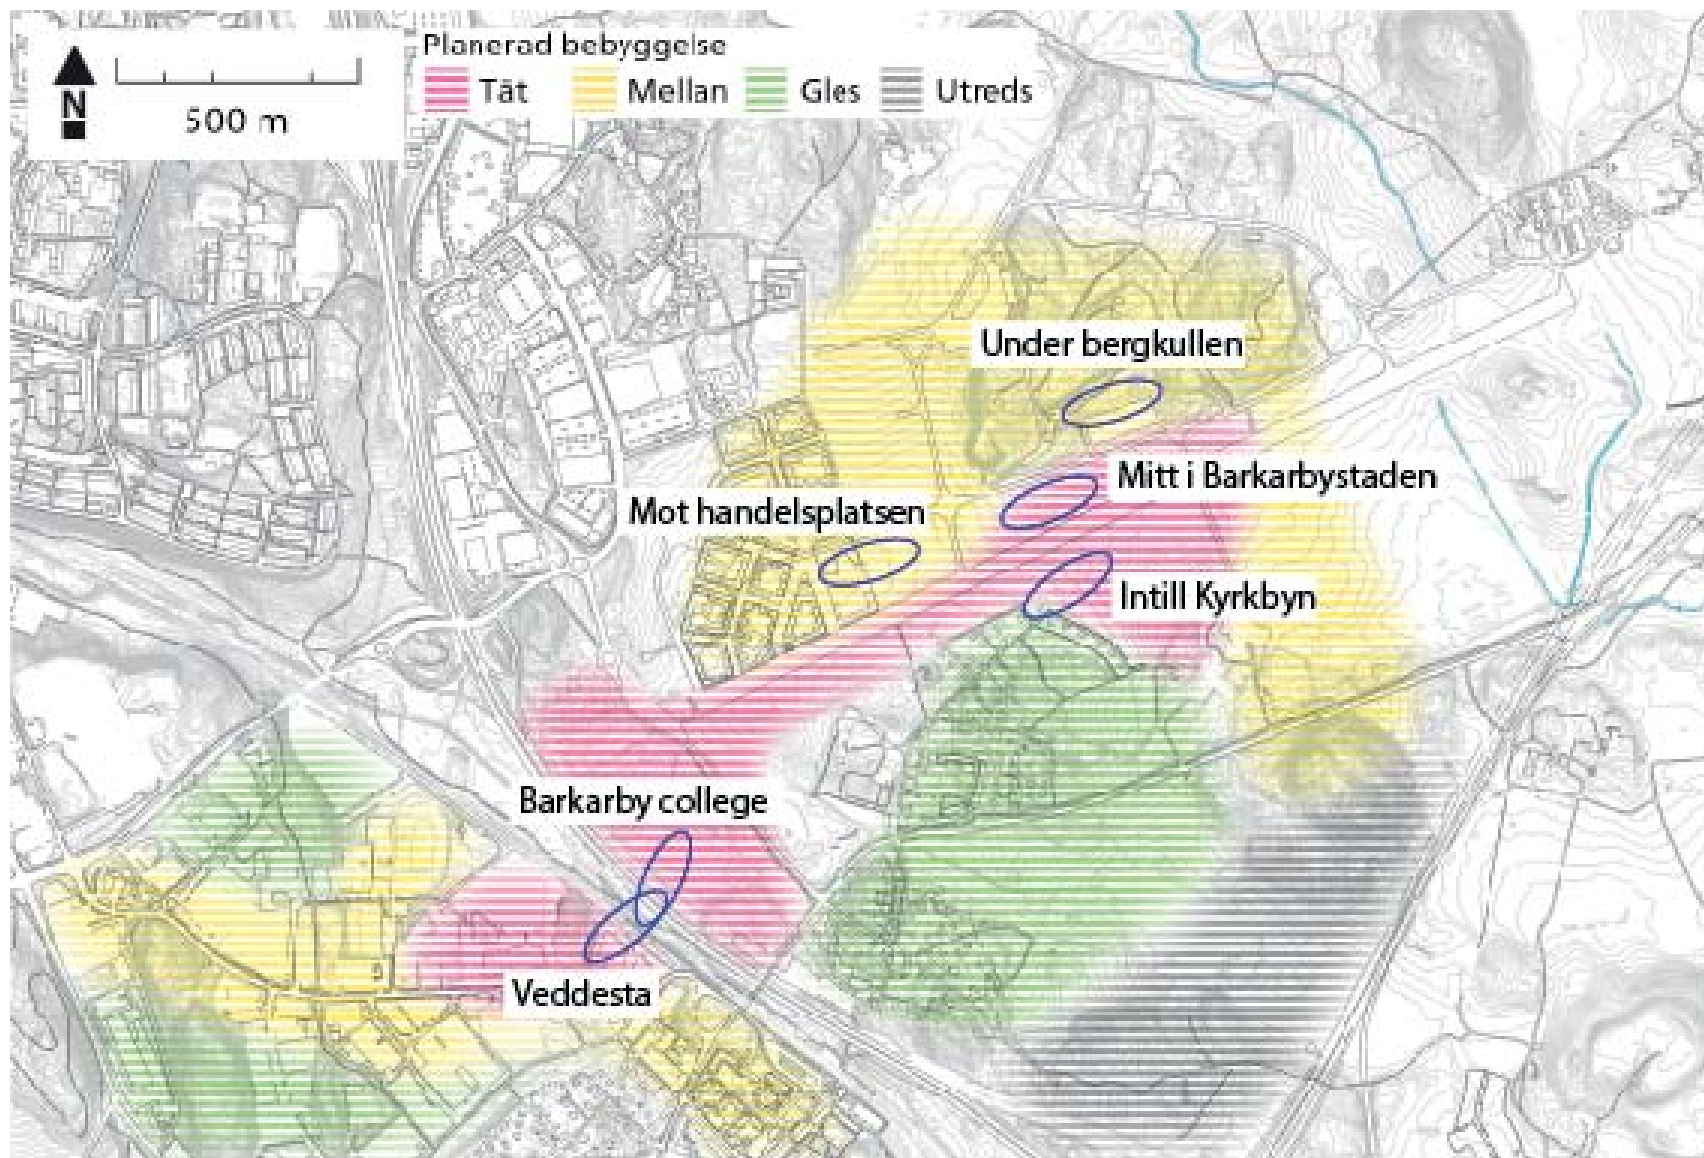 Planerad bebyggelse
Tät Mellan Gles Utreds
N
500 m
Under bergkullen
Mitt i Barkarbystaden
Mot handelsplatsen
Intill Kyrkbyn
Barkarby college
Veddesta